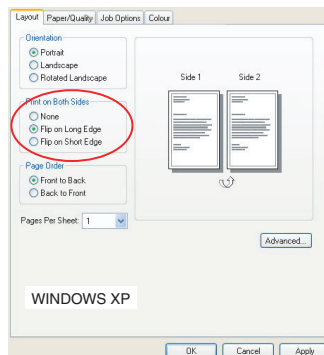 Layout Paper/Quality Job Options Colour
Orientation
Portrait
Landscape
Rotated Landscape
Print on Both Sides
None
Flip on Long Edge
Flip on Short Edge
Page Order
Front to Back
Back to Front
Pages Per Sheet: 1
Side 1 Side 2
Advanced...
WINDOWS XP
OK Cancel Apply